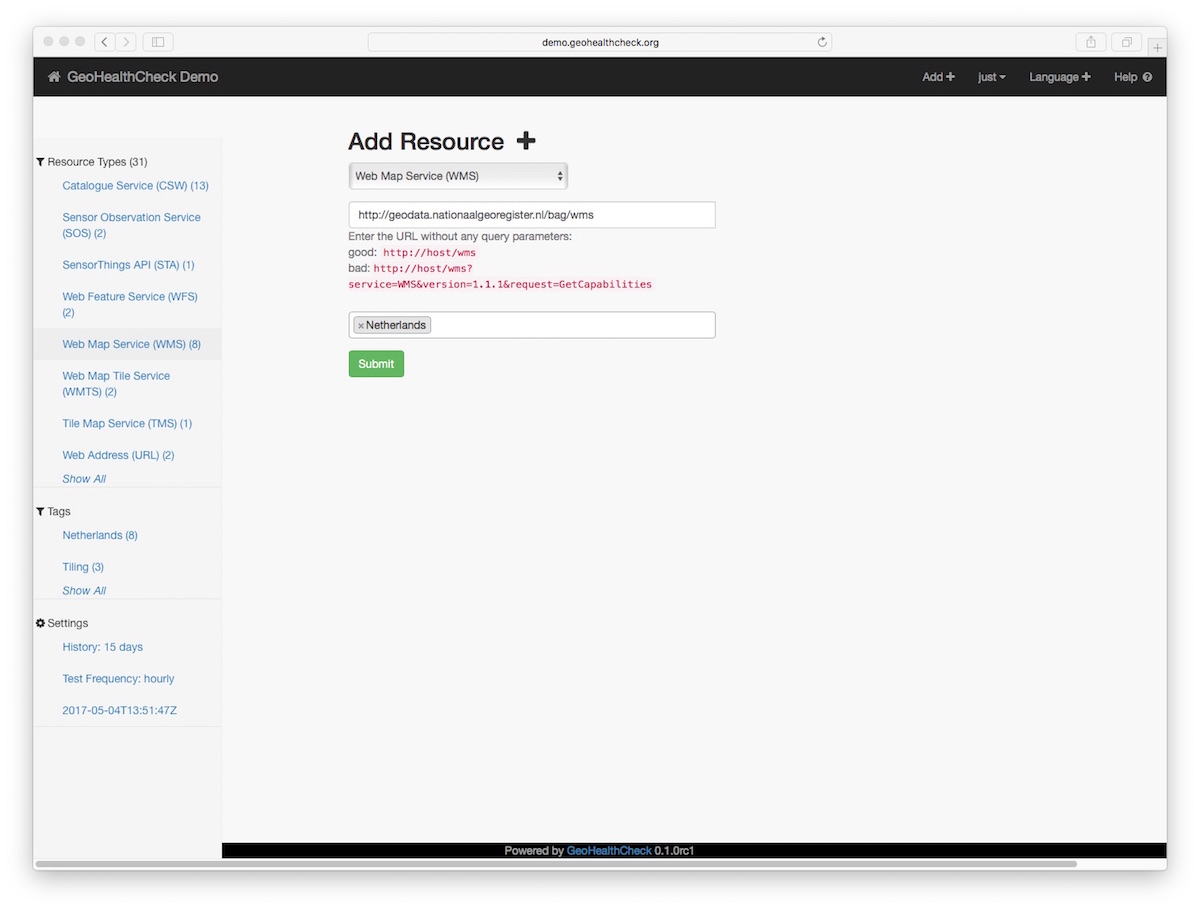 demo.geohealthcheck.org
GeoHealthCheck Demo
Add
just
Language
Help
Resource Types (31)
Catalogue Service (CSW) (13)
Sensor Observation Service
(SOS) (2)
SensorThings API (STA) (1)
Web Feature Service (WFS)
(2)
Web Map Service (WMS) (8)
Web Map Tile Service
(WMTS) (2)
Tile Map Service (TMS) (1)
Web Address (URL) (2)
Show All
Tags
Netherlands (8)
Tiling (3)
Show All
Settings
History: 15 days
Test Frequency: hourly
2017-05-04T13:51:47Z
Add Resource
Web Map Service (WMS)
http://geodata.nationaalgeoregister.nl/bag/wms
Enter the URL without any query parameters:
good: http://host/wms
bad: http://host/wms?
service=WMS&version=1.1.1&request=GetCapabilities
× Netherlands
Submit
Powered by GeoHealthCheck 0.1.0rc1